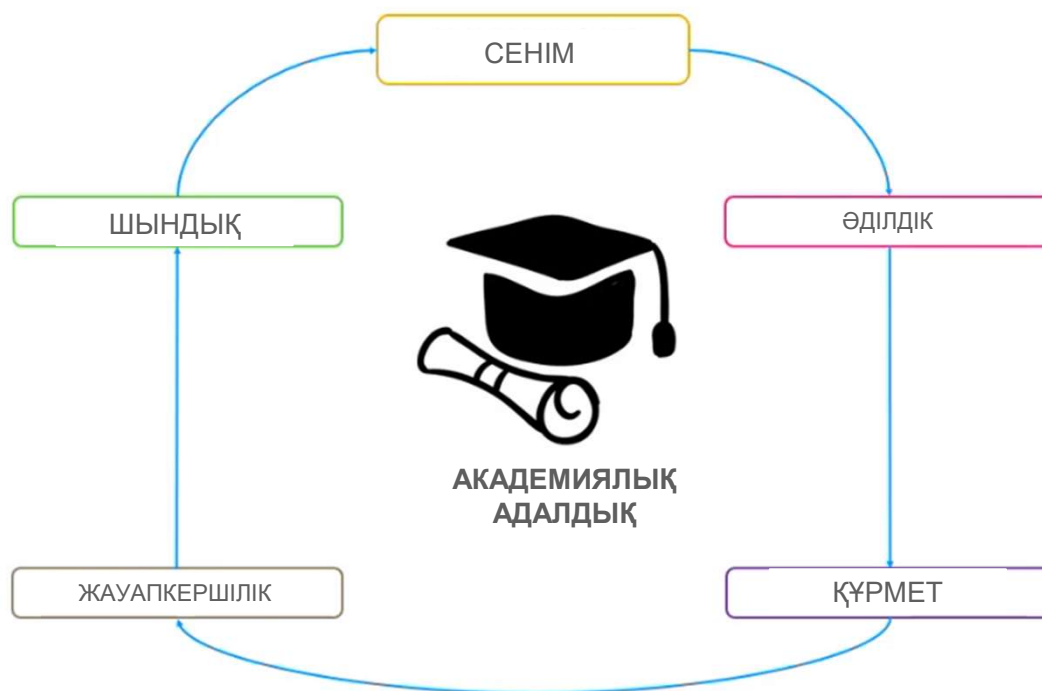 СЕНІМ
ШЫНДЫҚ
ӘДІЛДІК
АКАДЕМИЯЛЫҚ
АДАЛДЫҚ
ЖАУАПКЕРШІЛІК
ҚҰРМЕТ